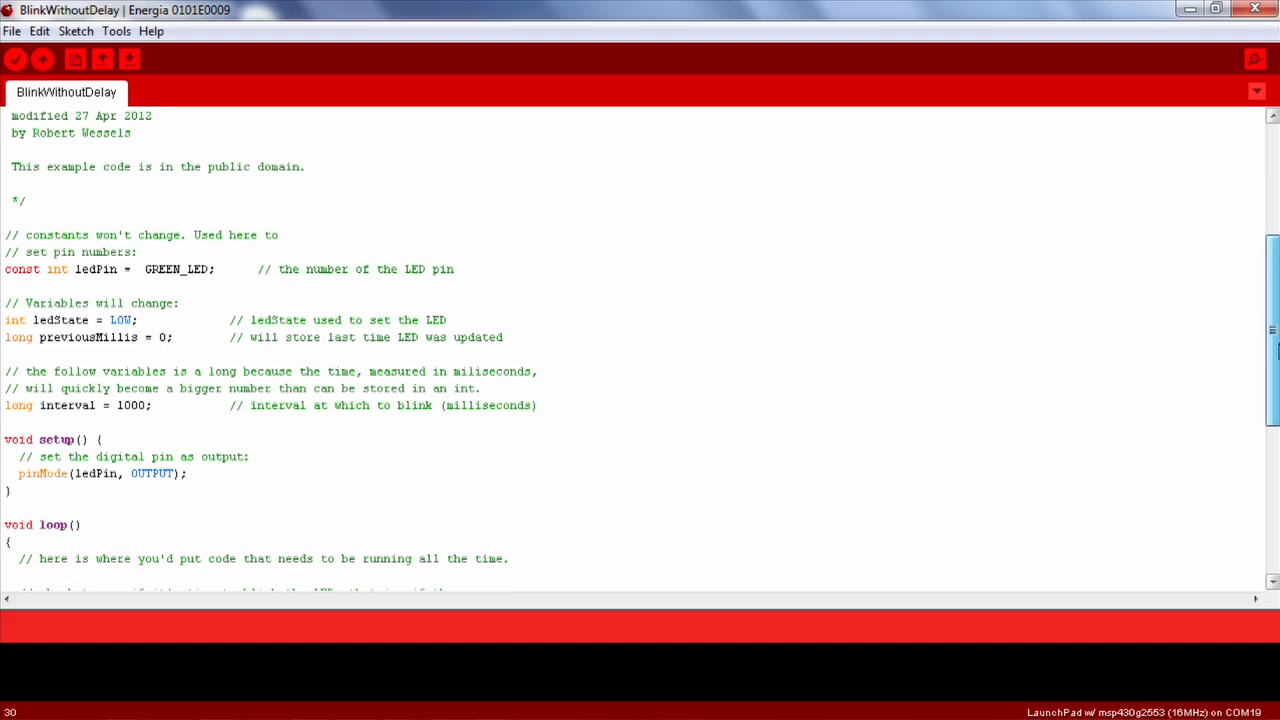 BlinkWithoutDelay | Energia 0101E0009
File Edit Sketch Tools Help
BlinkWithoutDelay
modified 27 Apr 2012
by Robert Wessels
This example code is in the public domain.
*/
// constants won't change. Used here to
// set pin numbers:
const int ledPin =  GREEN_LED;      // the number of the LED pin
// Variables will change:
int ledState = LOW;             // ledState used to set the LED
long previousMillis = 0;        // will store last time LED was updated
// the follow variables is a long because the time, measured in miliseconds,
// will quickly become a bigger number than can be stored in an int.
long interval = 1000;           // interval at which to blink (milliseconds)
void setup() {
// set the digital pin as output:
pinMode(ledPin, OUTPUT);
}
void loop()
{
// here is where you'd put code that needs to be running all the time.
30
LaunchPad w/ msp430g2553 (16MHz) on COM19